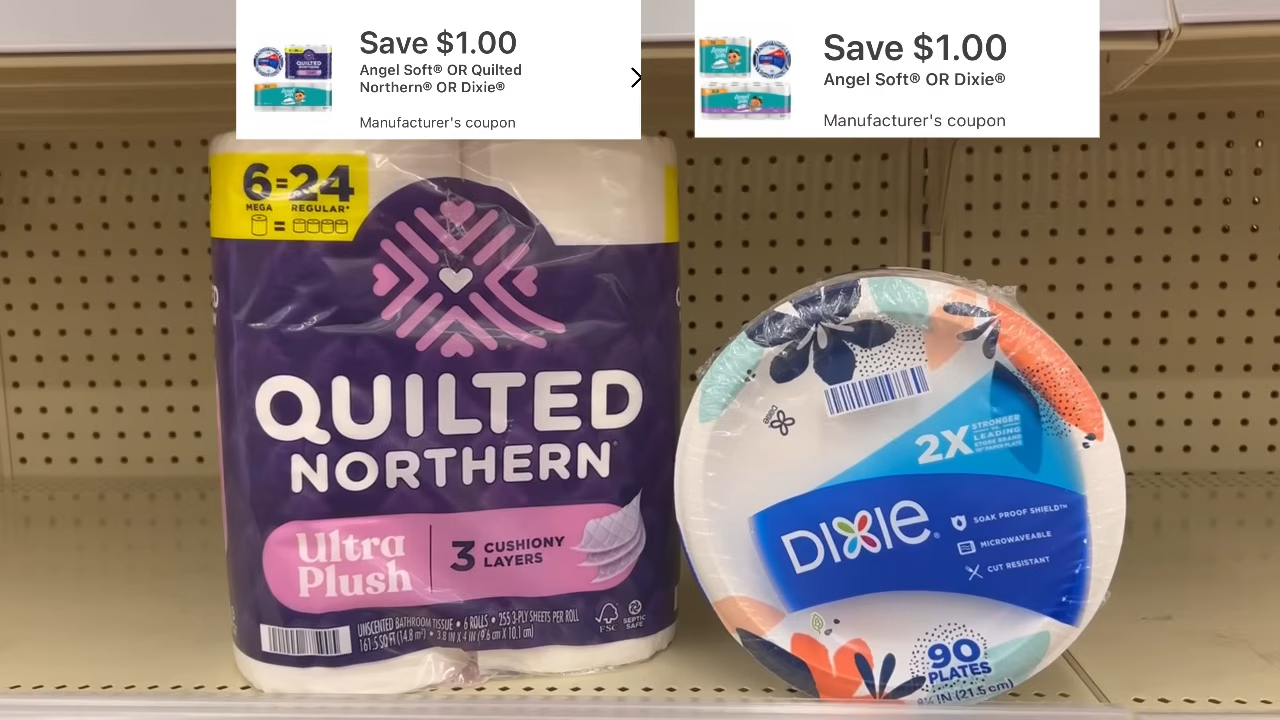 Save $1.00
Angel Soft® OR Quilted
Northern® OR Dixie®
Manufacturer's coupon
Save $1.00
Angel Soft® OR Dixie®
Manufacturer's coupon
6=24
MEGA REGULAR*
QUILTED
NORTHERN®
Ultra
Plush
3 CUSHIONY
LAYERS
UNSCENTED BATHROOM TISSUE • 6 ROLLS • 255 3-PLY SHEETS PER ROLL
161.5 SQ FT (14.8 m²) • 3.8 IN X 4 IN (9.6 cm X 10.1 cm)
FSC
SEPTIC
SAFE
Dixie
2X STRONGER
LEADING
STORE BRAND
DIXIE®
SOAK PROOF SHIELD™
MICROWAVEABLE
CUT RESISTANT
90
PLATES
IN (21.5 cm)